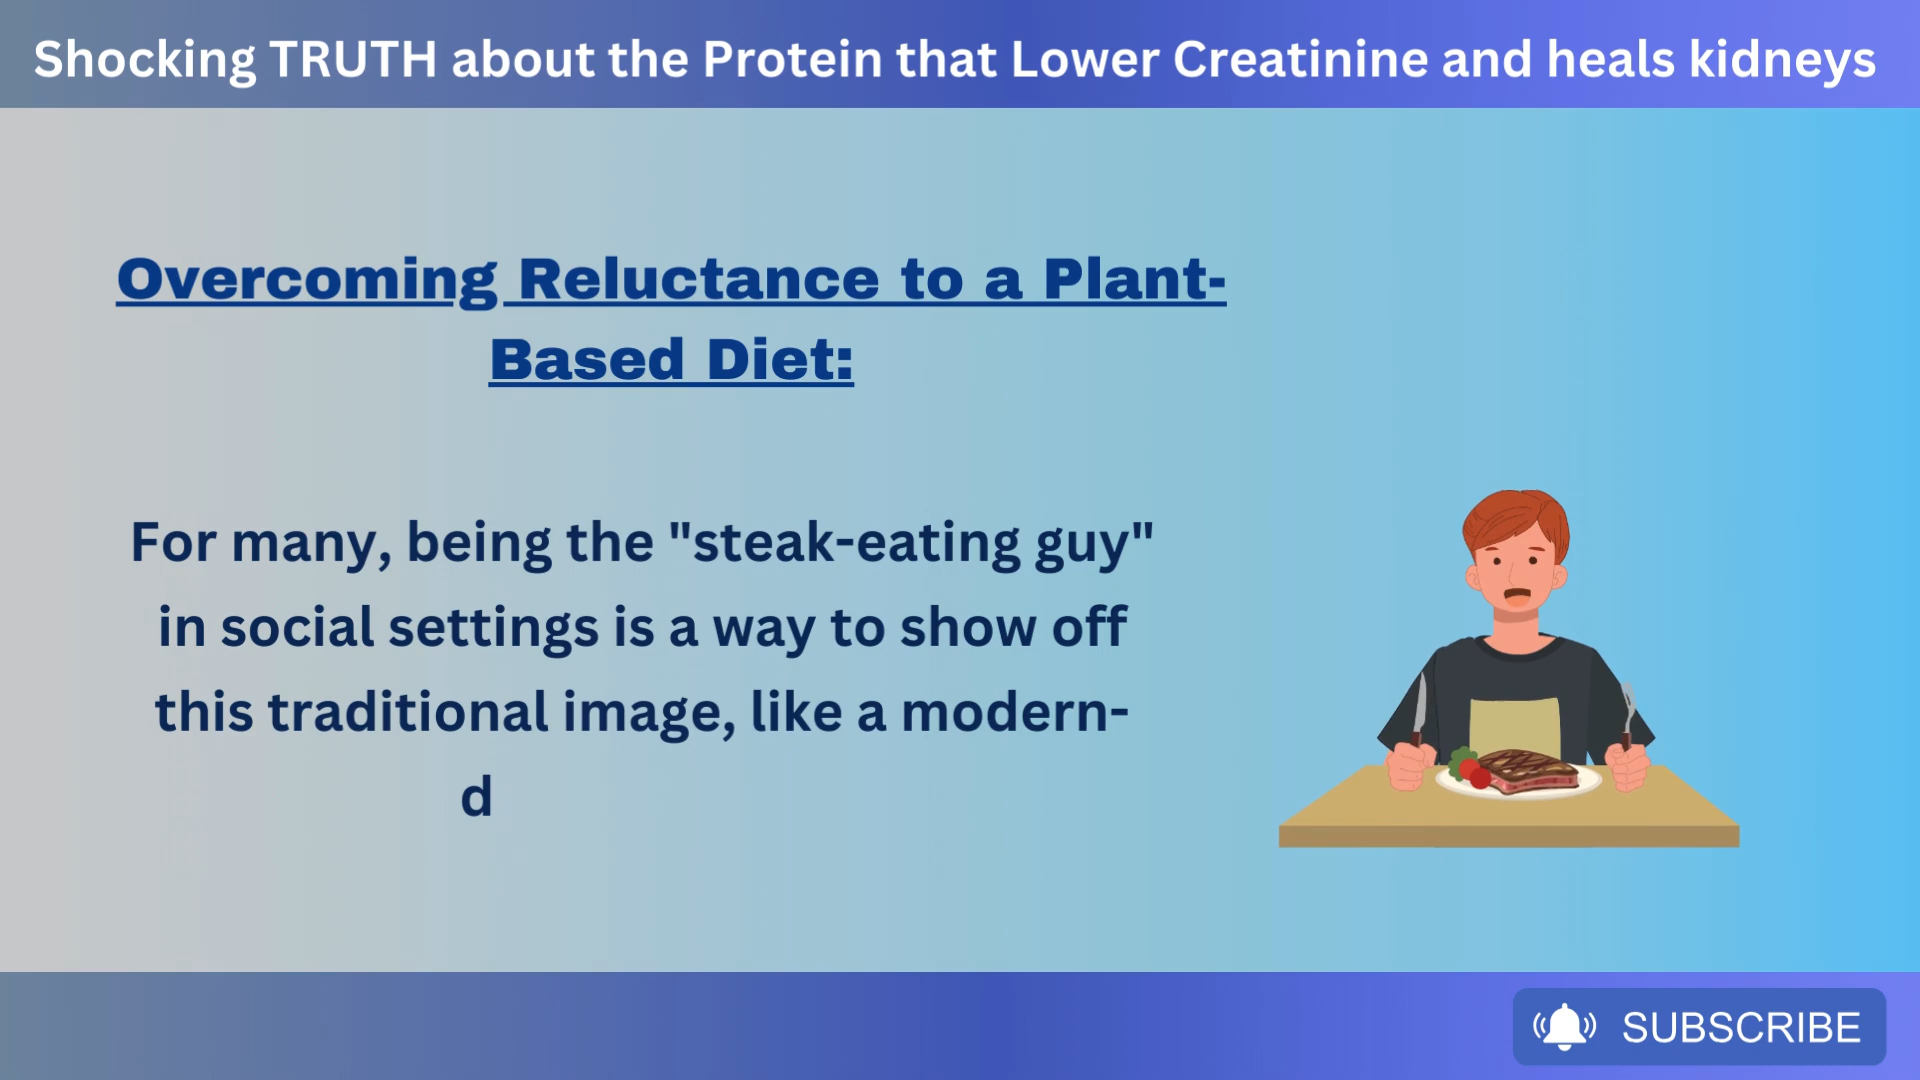 Shocking TRUTH about the Protein that Lower Creatinine and heals kidneys
Overcoming Reluctance to a Plant-
Based Diet:
For many, being the "steak-eating guy"
in social settings is a way to show off
this traditional image, like a modern-
d
SUBSCRIBE